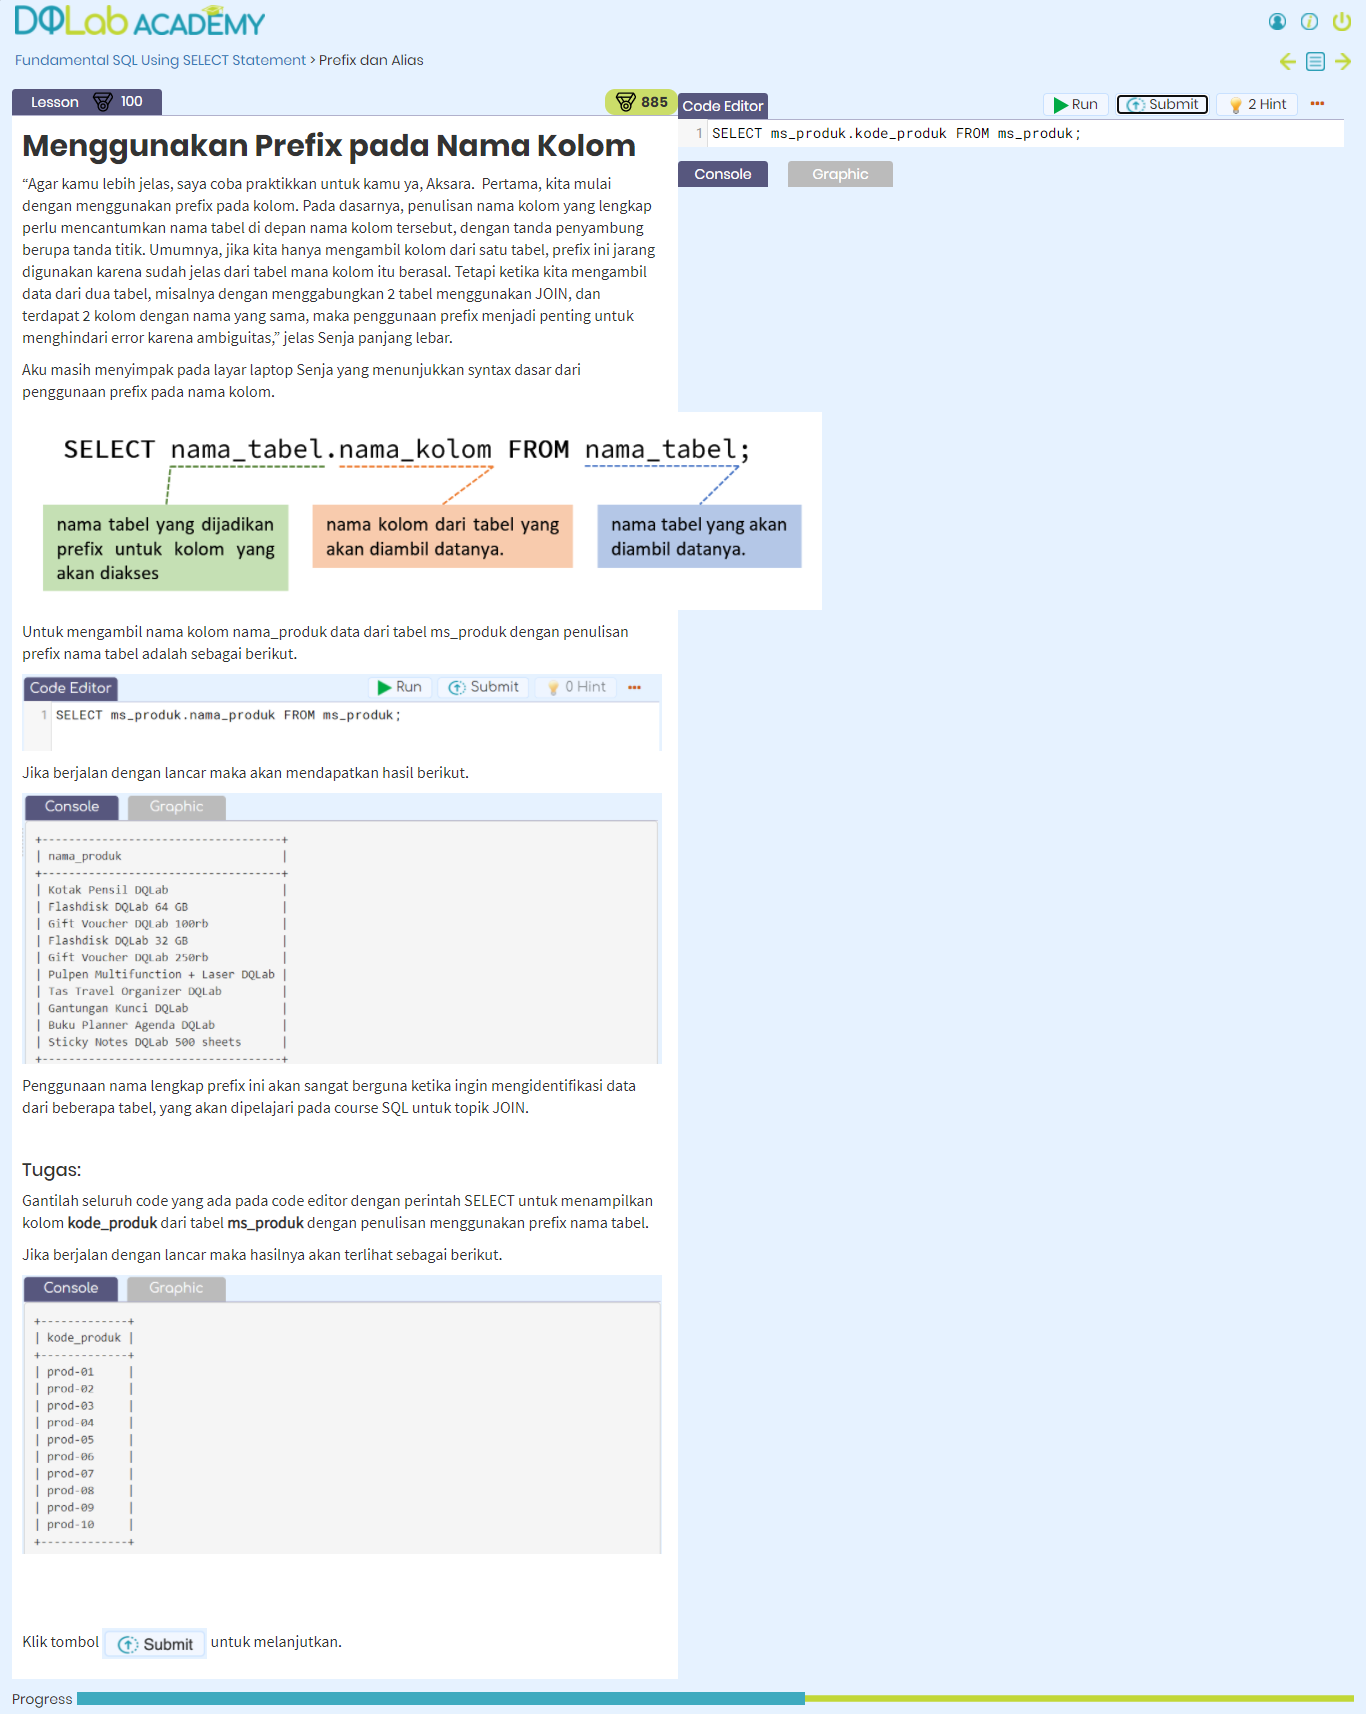 DQLab ACADEMY
Fundamental SQL Using SELECT Statement > Prefix dan Alias
Lesson 100
885
Menggunakan Prefix pada Nama Kolom
“Agar kamu lebih jelas, saya coba praktikkan untuk kamu ya, Aksara.  Pertama, kita mulai
dengan menggunakan prefix pada kolom. Pada dasarnya, penulisan nama kolom yang lengkap
perlu mencantumkan nama tabel di depan nama kolom tersebut, dengan tanda penyambung
berupa tanda titik. Umumnya, jika kita hanya mengambil kolom dari satu tabel, prefix ini jarang
digunakan karena sudah jelas dari tabel mana kolom itu berasal. Tetapi ketika kita mengambil
data dari dua tabel, misalnya dengan menggabungkan 2 tabel menggunakan JOIN, dan
terdapat 2 kolom dengan nama yang sama, maka penggunaan prefix menjadi penting untuk
menghindari error karena ambiguitas,” jelas Senja panjang lebar.
Aku masih menyimpak pada layar laptop Senja yang menunjukkan syntax dasar dari
penggunaan prefix pada nama kolom.
SELECT nama_tabel.nama_kolom FROM nama_tabel;
nama tabel yang dijadikan
prefix untuk kolom yang
akan diakses
nama kolom dari tabel yang
akan diambil datanya.
nama tabel yang akan
diambil datanya.
Untuk mengambil nama kolom nama_produk data dari tabel ms_produk dengan penulisan
prefix nama tabel adalah sebagai berikut.
Code Editor Run Submit 0 Hint
1 SELECT ms_produk.nama_produk FROM ms_produk;
Jika berjalan dengan lancar maka akan mendapatkan hasil berikut.
Console Graphic
+-----------------------------------+
| nama_produk |
+-----------------------------------+
| Kotak Pensil DQLab |
| Flashdisk DQLab 64 GB |
| Gift Voucher DQLab 100rb |
| Flashdisk DQLab 32 GB |
| Gift Voucher DQLab 250rb |
| Pulpen Multifunction + Laser DQLab |
| Tas Travel Organizer DQLab |
| Gantungan Kunci DQLab |
| Buku Planner Agenda DQLab |
| Sticky Notes DQLab 500 sheets |
+-----------------------------------+
Penggunaan nama lengkap prefix ini akan sangat berguna ketika ingin mengidentifikasi data
dari beberapa tabel, yang akan dipelajari pada course SQL untuk topik JOIN.
Tugas:
Gantilah seluruh code yang ada pada code editor dengan perintah SELECT untuk menampilkan
kolom kode_produk dari tabel ms_produk dengan penulisan menggunakan prefix nama tabel.
Jika berjalan dengan lancar maka hasilnya akan terlihat sebagai berikut.
Console Graphic
+-------------+
| kode_produk |
+-------------+
| prod-01 |
| prod-02 |
| prod-03 |
| prod-04 |
| prod-05 |
| prod-06 |
| prod-07 |
| prod-08 |
| prod-09 |
| prod-10 |
+-------------+
Klik tombol Submit untuk melanjutkan.
Code Editor Run Submit 2 Hint
1 SELECT ms_produk.kode_produk FROM ms_produk;
Console Graphic
Progress